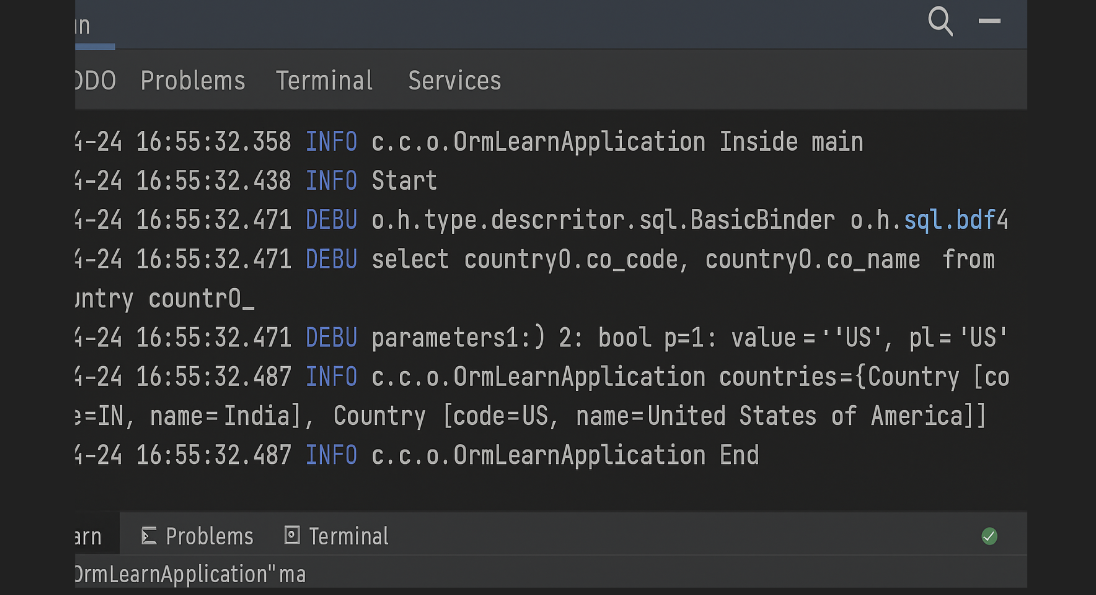 un
ODO Problems Terminal Services
4-24 16:55:32.358 INFO c.c.o.OrmLearnApplication Inside main
4-24 16:55:32.438 INFO Start
4-24 16:55:32.471 DEBU o.h.type.descrritor.sql.BasicBinder o.h.sql.bdf4
4-24 16:55:32.471 DEBU select countryO.co_code, countryO.co_name from
untry countrO_
4-24 16:55:32.471 DEBU parameters1:) 2: bool p=1: value=''US', pl='US'
4-24 16:55:32.487 INFO c.c.o.OrmLearnApplication countries={Country [co
e=IN, name=India], Country [code=US, name=United States of America]]
4-24 16:55:32.487 INFO c.c.o.OrmLearnApplication End
arn Problems Terminal
OrmLearnApplication"ma